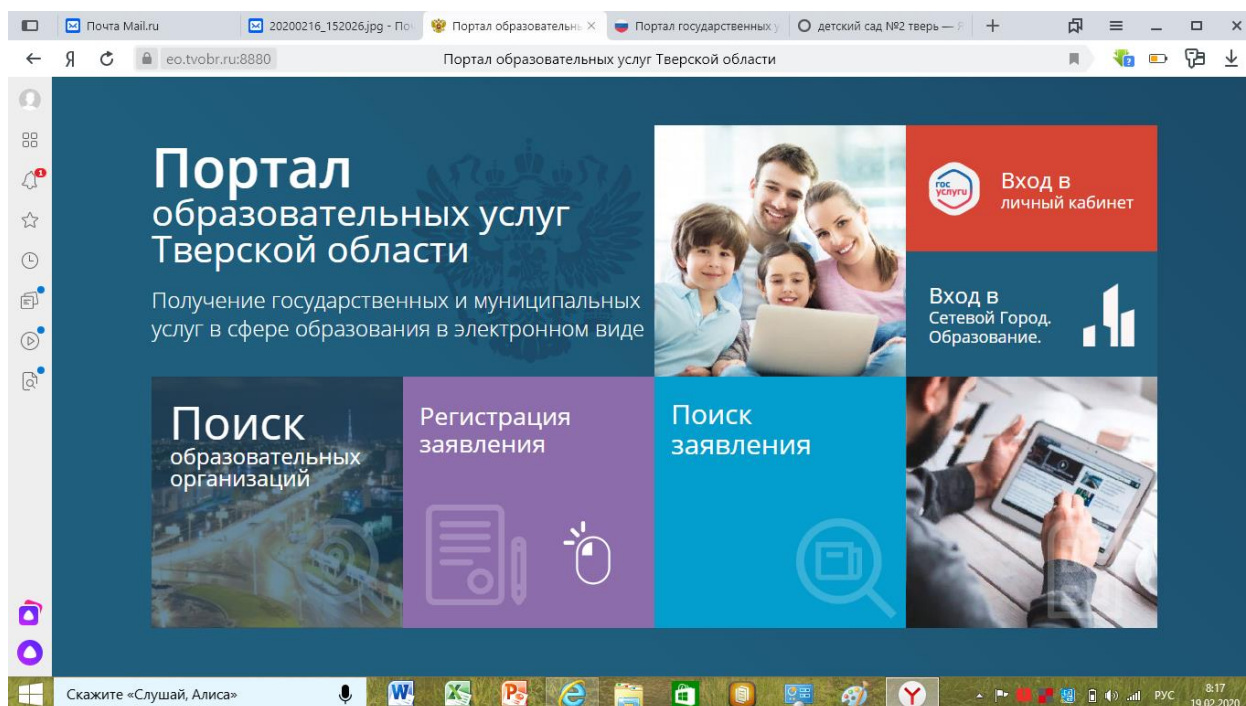 Почта Mail.ru
20200216_152026.jpg - По
Портал образовательнь
Портал государственных у
детский сад №2 тверь — Я
Я
eo.tvobr.ru:8880
Портал образовательных услуг Тверской области
1
?
Портал
образовательных услуг
Тверской области
Получение государственных и муниципальных
услуг в сфере образования в электронном виде
гос
услуги
Вход в
личный кабинет
Вход в
Сетевой Город.
Образование.
Поиск
образовательных
организаций
Регистрация
заявления
Поиск
заявления
Скажите «Слушай, Алиса»
РУС
8:17
19.02.2020